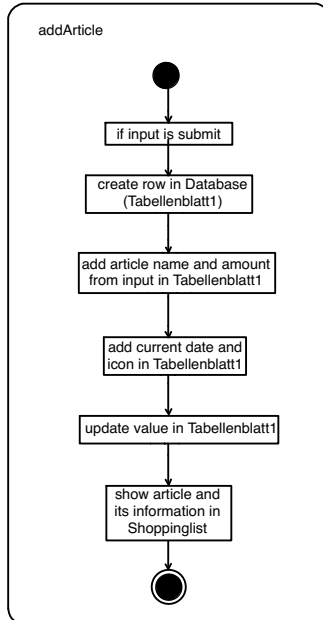 addArticle
if input is submit
create row in Database
(Tabellenblatt1)
add article name and amount
from input in Tabellenblatt1
add current date and
icon in Tabellenblatt1
update value in Tabellenblatt1
show article and
its information in
Shoppinglist